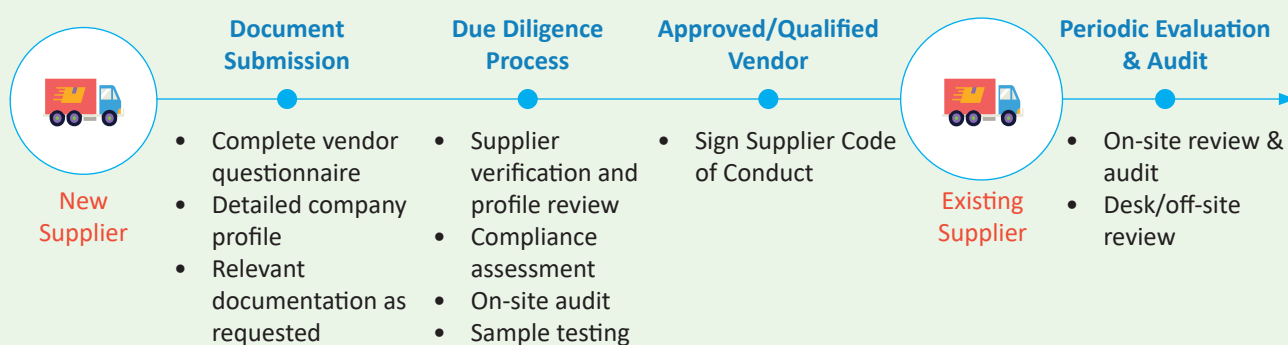 New
Supplier
Document
Submission
• Complete vendor
questionnaire
• Detailed company
profile
• Relevant
documentation as
requested
Due Diligence
Process
• Supplier
verification and
profile review
• Compliance
assessment
• On-site audit
• Sample testing
Approved/Qualified
Vendor
• Sign Supplier Code
of Conduct
Existing
Supplier
Periodic Evaluation
& Audit
• On-site review &
audit
• Desk/off-site
review